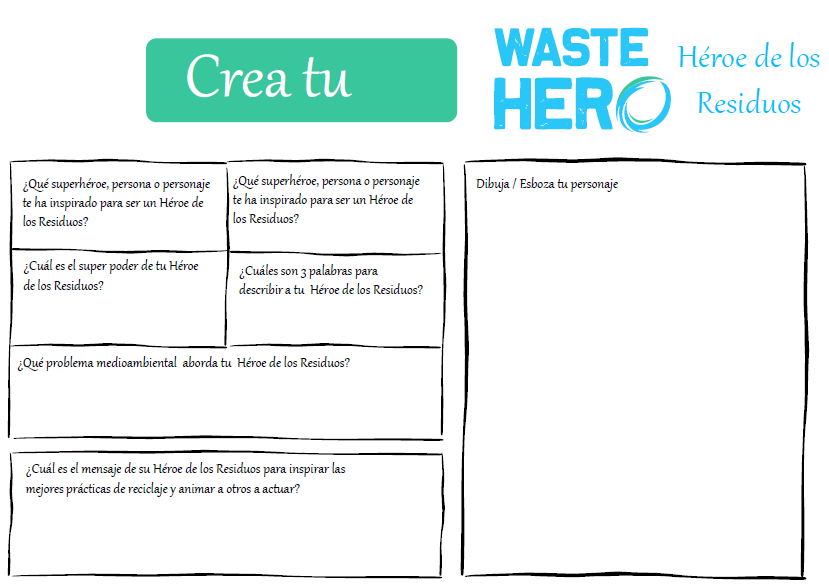 Crea tu
WASTE
HERO
Héroe de los
Residuos
¿Qué superhéroe, persona o personaje
te ha inspirado para ser un Héroe de
los Residuos?
¿Qué superhéroe, persona o personaje
te ha inspirado para ser un Héroe de
los Residuos?
¿Cuál es el super poder de tu Héroe
de los Residuos?
¿Cuáles son 3 palabras para
describir a tu Héroe de los Residuos?
¿Qué problema medioambiental aborda tu Héroe de los Residuos?
¿Cuál es el mensaje de su Héroe de los Residuos para inspirar las
mejores prácticas de reciclaje y animar a otros a actuar?
Dibuja / Esboza tu personaje